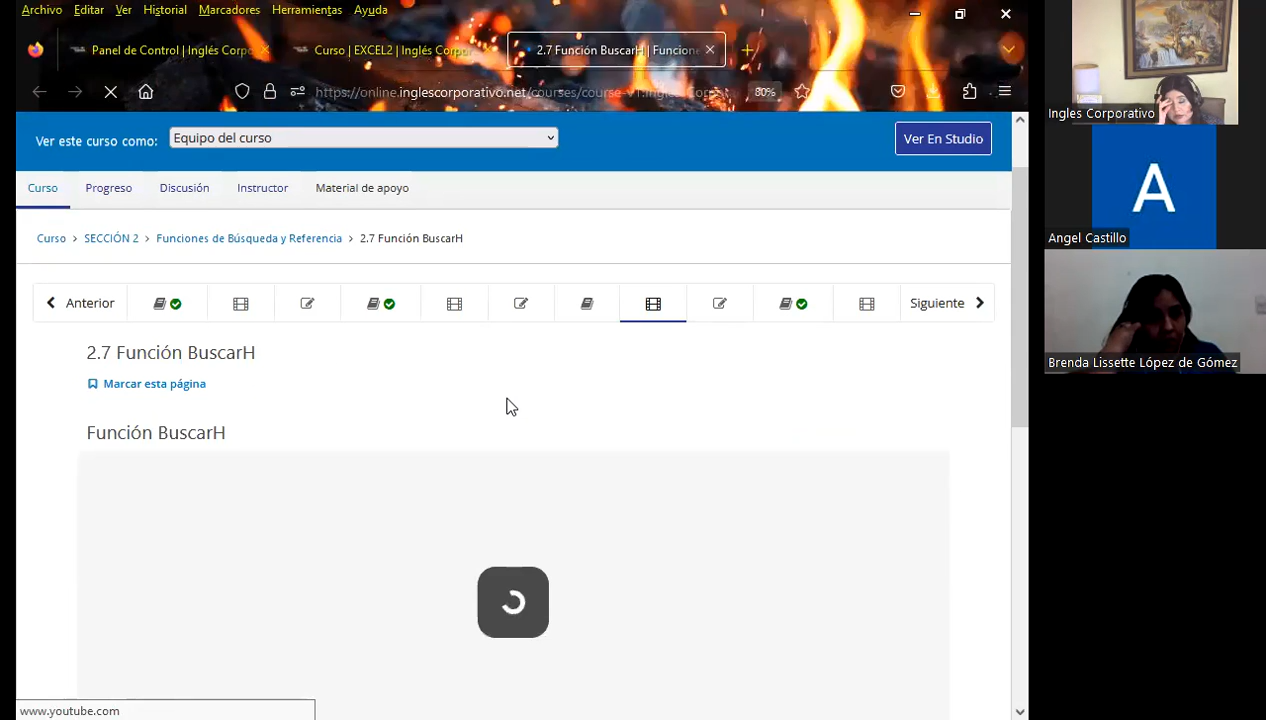 Archivo Editar Ver Historial Marcadores Herramientas Ayuda
Panel de Control | Inglés Corpo
Curso | EXCEL2 | Inglés Corpor
2.7 Función BuscarH | Funcione
https://online.inglescorporativo.net/courses/course-v1:Ingles_Corpo
80%
Ver este curso como: Equipo del curso
Ver En Studio
Curso Progreso Discusión Instructor Material de apoyo
Curso > SECCIÓN 2 > Funciones de Búsqueda y Referencia > 2.7 Función BuscarH
Anterior
Siguiente
2.7 Función BuscarH
Marcar esta página
Función BuscarH
www.youtube.com
Ingles Corporativo
A
Angel Castillo
Brenda Lissette López de Gómez